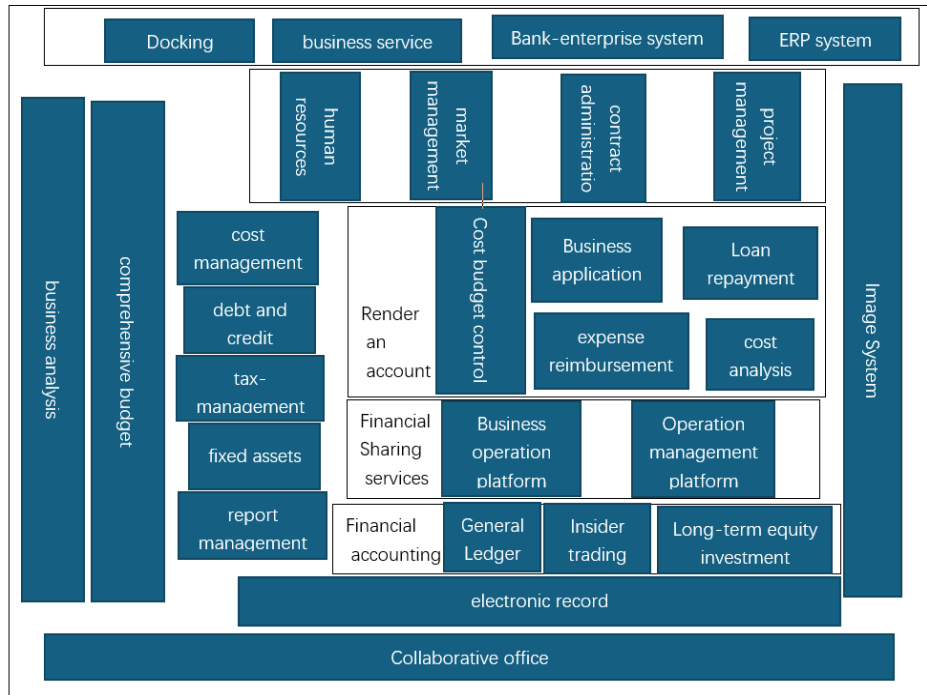 Docking
business service
Bank-enterprise system
ERP system
human
resources
market
management
contract
administratio
project
management
business analysis
comprehensive budget
cost
management
debt and
credit
tax-
management
fixed assets
report
management
Render
an
account
Cost budget control
Business
application
Loan
repayment
expense
reimbursement
cost
analysis
Financial
Sharing
services
Business
operation
platform
Operation
management
platform
Financial
accounting
General
Ledger
Insider
trading
Long-term equity
investment
Image System
electronic record
Collaborative office